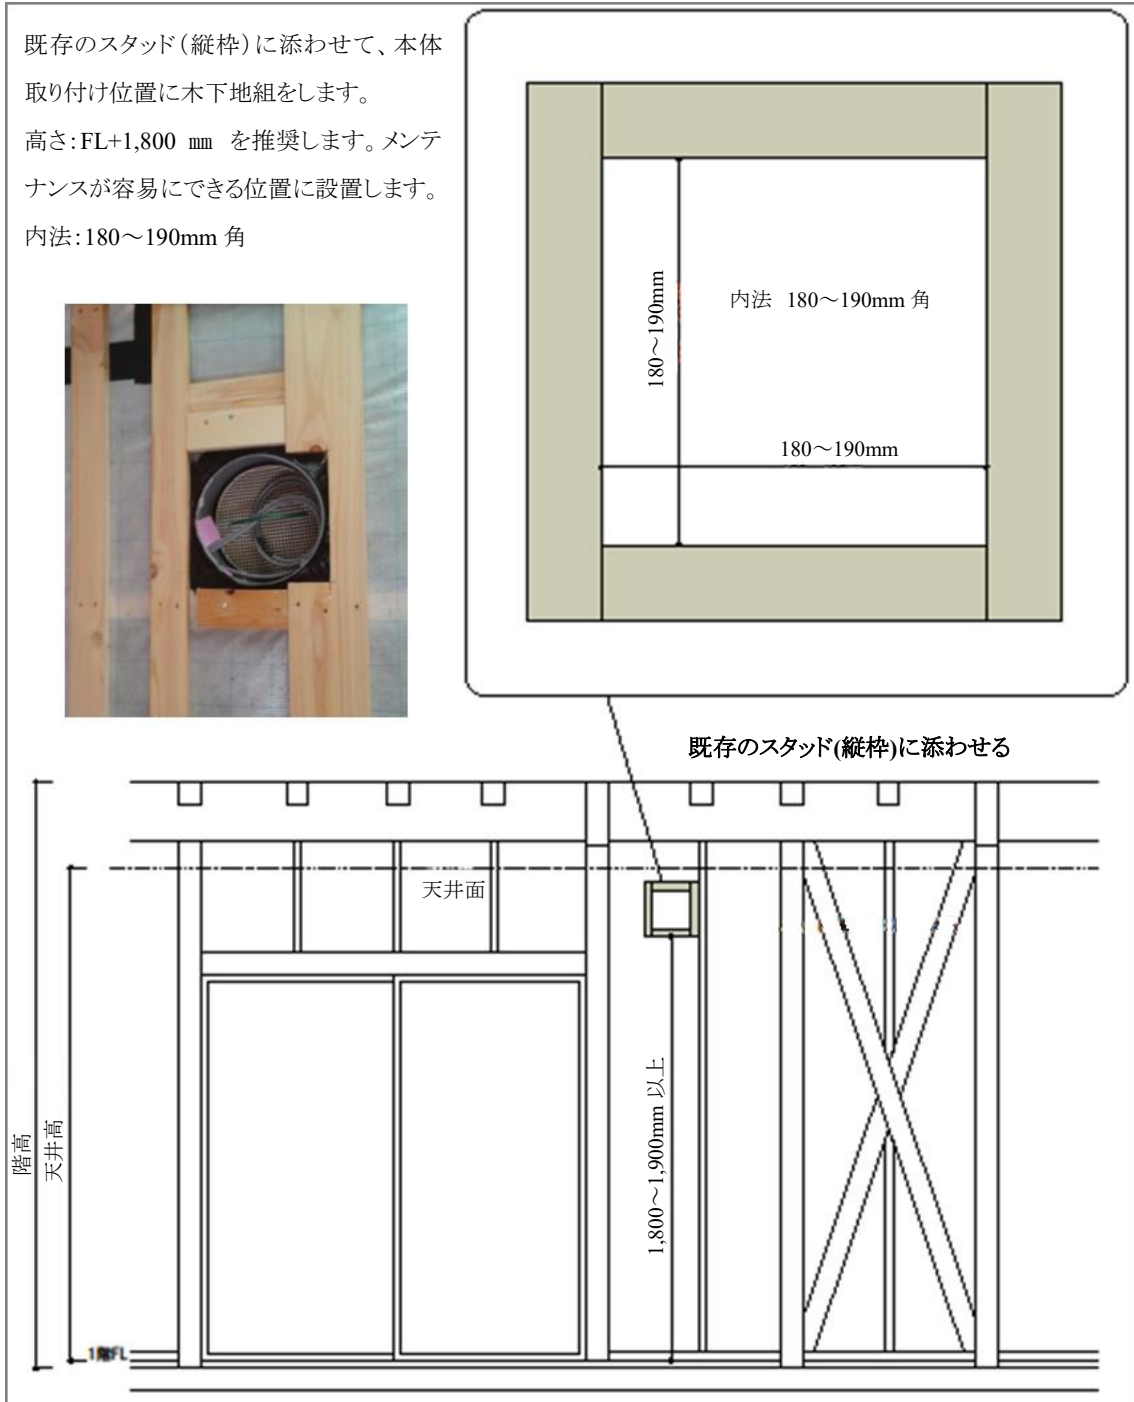 既存のスタッド（縦枠）に添わせて、本体
取り付け位置に木下地組をします。
高さ：FL+1,800 ㎜ を推奨します。メンテ
ナンスが容易にできる位置に設置します。
内法：180～190mm 角
180～190mm
内法 180～190mm 角
180～190mm
既存のスタッド(縦枠)に添わせる
天井面
階高
天井高
1,800～1,900mm 以上
1階FL